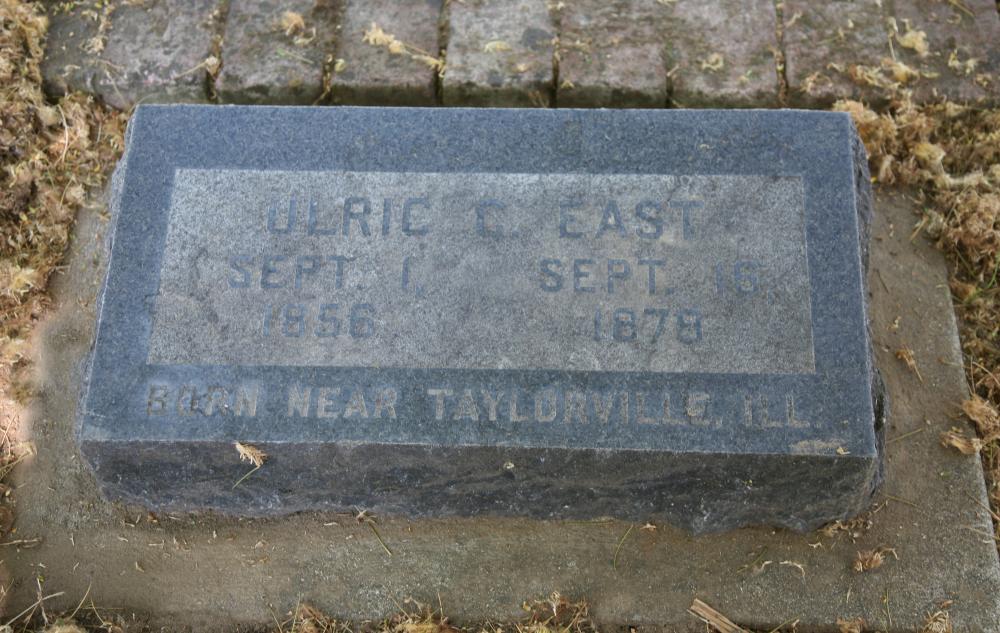 ULRIC C. EAST
SEPT. 1, SEPT. 16,
1856 1878
BORN NEAR TAYLORVILLE, ILL.